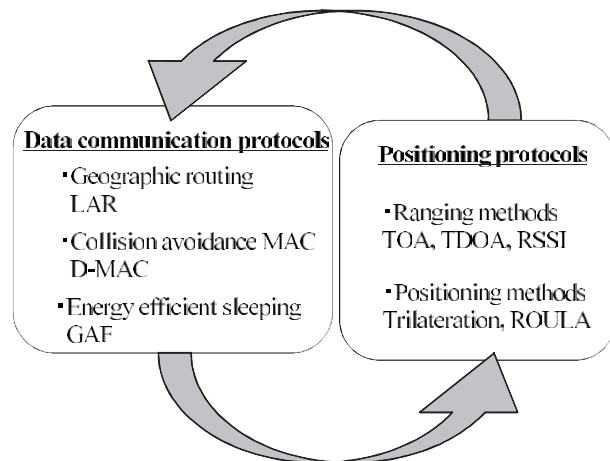 Data communication protocols
・Geographic routing
LAR
・Collision avoidance MAC
D-MAC
・Energy efficient sleeping
GAF
Positioning protocols
・Ranging methods
TOA, TDOA, RSSI
・Positioning methods
Trilateration, ROULA